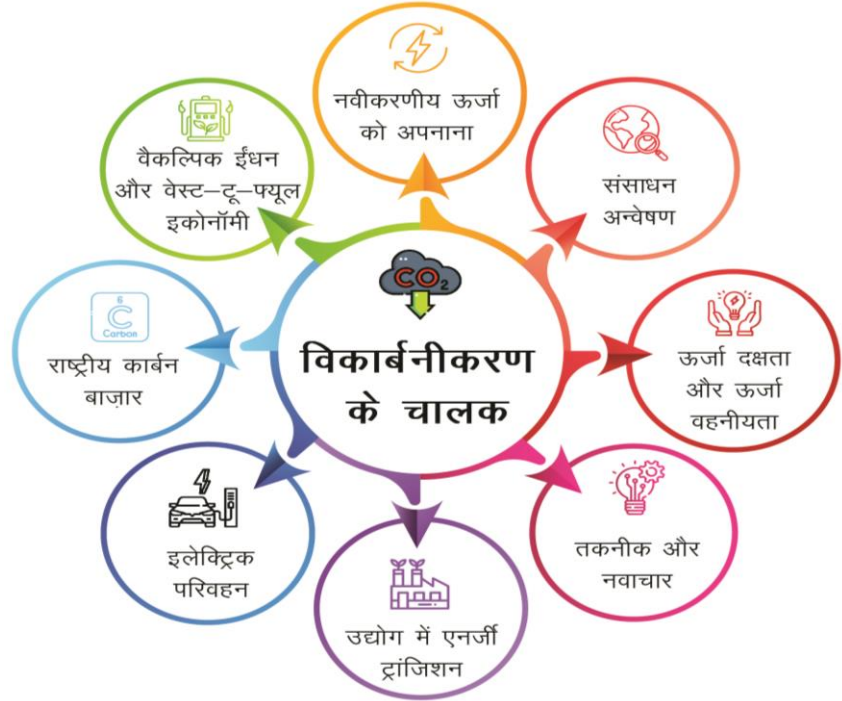 नवीकरणीय ऊर्जा
को अपनाना
संसाधन
अन्वेषण
ऊर्जा दक्षता
और ऊर्जा
वहनीयता
तकनीक और
नवाचार
उद्योग में एनर्जी
ट्रांजिशन
इलेक्ट्रिक
परिवहन
6
C
Carbon
राष्ट्रीय कार्बन
बाज़ार
वैकल्पिक ईंधन
और वेस्ट–टू–फ्यूल
इकोनॉमी
CO2
विकार्बनीकरण
के चालक